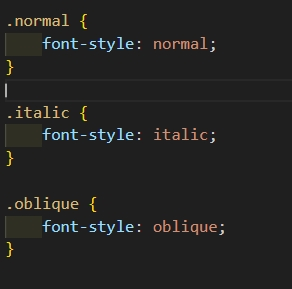 .normal {
    font-style: normal;
}

.italic {
    font-style: italic;
}

.oblique {
    font-style: oblique;
}